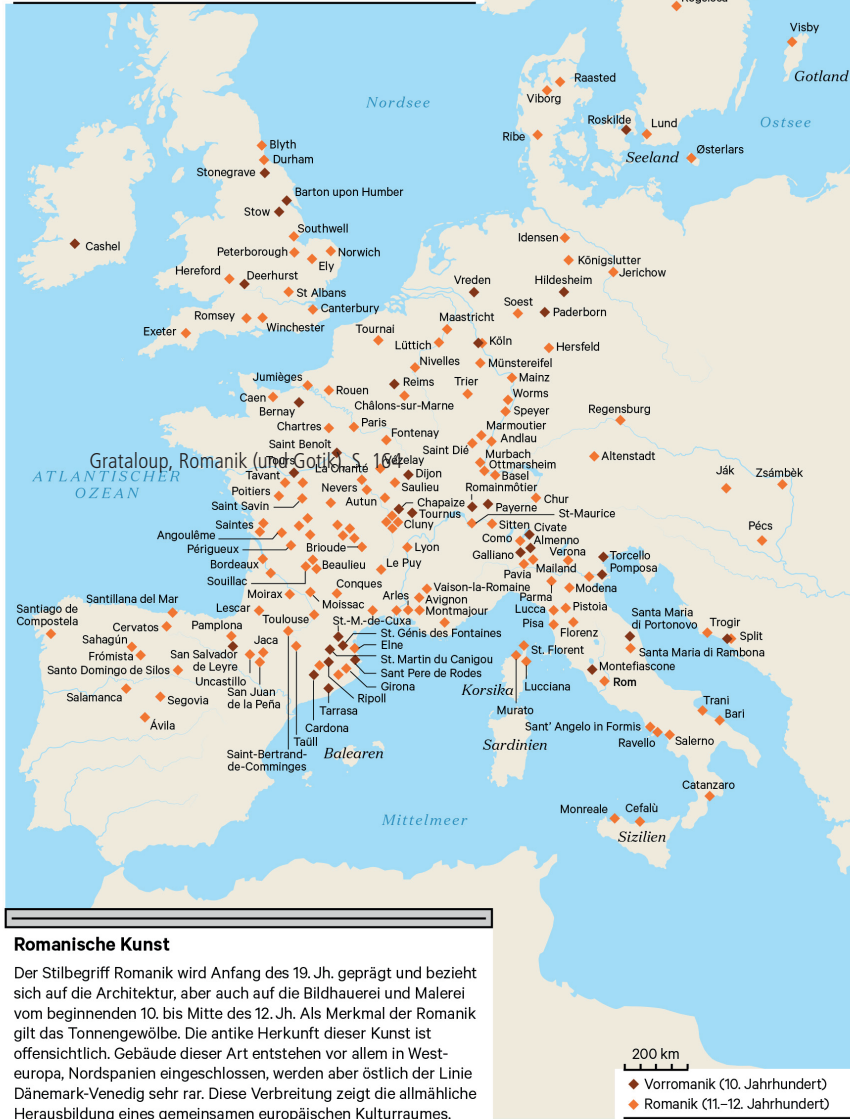 Visby
Gotland
Raasted
Viborg
Nordsee
Roskilde
Lund
Ostsee
Ribe
Seeland
Østerlars
Blyth
Durham
Stonegrave
Barton upon Humber
Stow
Southwell
Cashel
Peterborough
Norwich
Ely
Hereford
Deerhurst
St Albans
Romsey
Canterbury
Exeter
Winchester
Idensen
Königslutter
Jerichow
Vreden
Hildesheim
Soest
Paderborn
Maastricht
Tournai
Lüttich
Köln
Hersfeld
Nivelles
Münstereifel
Jumièges
Rouen
Reims
Trier
Mainz
Caen
Châlons-sur-Marne
Worms
Bernay
Speyer
Regensburg
Chartres
Paris
Marmoutier
Fontenay
Andlau
Saint Benoît
Saint Dié
Murbach
Altenstadt
Grataloup, Romanik (und Gotik), S. 164
Tours
La Charité
Vézelay
Ottmarsheim
ATLANTISCHER
OZEAN
Tavant
Dijon
Basel
Ják
Zsámbék
Poitiers
Nevers
Saulieu
Romainmôtier
Saint Savin
Autun
Chapaize
Payerne
Chur
Tournus
St-Maurice
Saintes
Cluny
Sitten
Civate
Pécs
Angoulême
Como
Almenno
Périgueux
Brioude
Lyon
Galliano
Verona
Torcello
Bordeaux
Beaulieu
Le Puy
Pavia
Mailand
Pomposa
Souillac
Conques
Vaison-la-Romaine
Parma
Modena
Santillana del Mar
Moirax
Arles
Avignon
Santiago de
Compostela
Lescar
Moissac
Montmajour
Lucca
Pistoia
Cervatos
Pamplona
Toulouse
St.-M.-de-Cuxa
Pisa
Santa Maria
di Portonovo
Trogir
Sahagún
Jaca
St. Génis des Fontaines
Florenz
Split
Frómista
San Salvador
de Leyre
Elne
St. Florent
Santa Maria di Rambona
Santo Domingo de Silos
Uncastillo
St. Martin du Canigou
Montefiascone
Sant Pere de Rodes
Rom
Salamanca
Segovia
San Juan
de la Peña
Girona
Korsika
Lucciana
Ripoll
Trani
Ávila
Tarrasa
Murato
Bari
Cardona
Sant' Angelo in Formis
Taüll
Sardinien
Ravello
Salerno
Saint-Bertrand-
de-Comminges
Balearen
Catanzaro
Mittelmeer
Monreale
Cefalù
Sizilien
Romanische Kunst
Der Stilbegriff Romanik wird Anfang des 19. Jh. geprägt und bezieht
sich auf die Architektur, aber auch auf die Bildhauerei und Malerei
vom beginnenden 10. bis Mitte des 12. Jh. Als Merkmal der Romanik
gilt das Tonnengewölbe. Die antike Herkunft dieser Kunst ist
offensichtlich. Gebäude dieser Art entstehen vor allem in West-
europa, Nordspanien eingeschlossen, werden aber östlich der Linie
Dänemark-Venedig sehr rar. Diese Verbreitung zeigt die allmähliche
Herausbildung eines gemeinsamen europäischen Kulturraumes.
200 km
Vorromanik (10. Jahrhundert)
Romanik (11.–12. Jahrhundert)